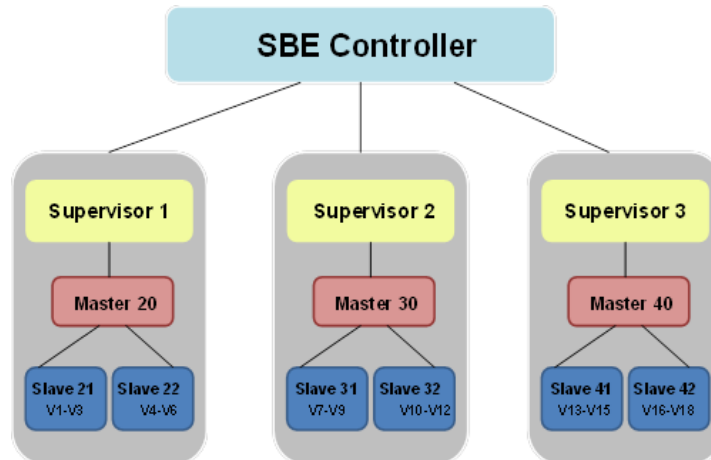 SBE Controller
Supervisor 1
Supervisor 2
Supervisor 3
Master 20
Master 30
Master 40
Slave 21
V1-V3
Slave 22
V4-V6
Slave 31
V7-V9
Slave 32
V10-V12
Slave 41
V13-V15
Slave 42
V16-V18